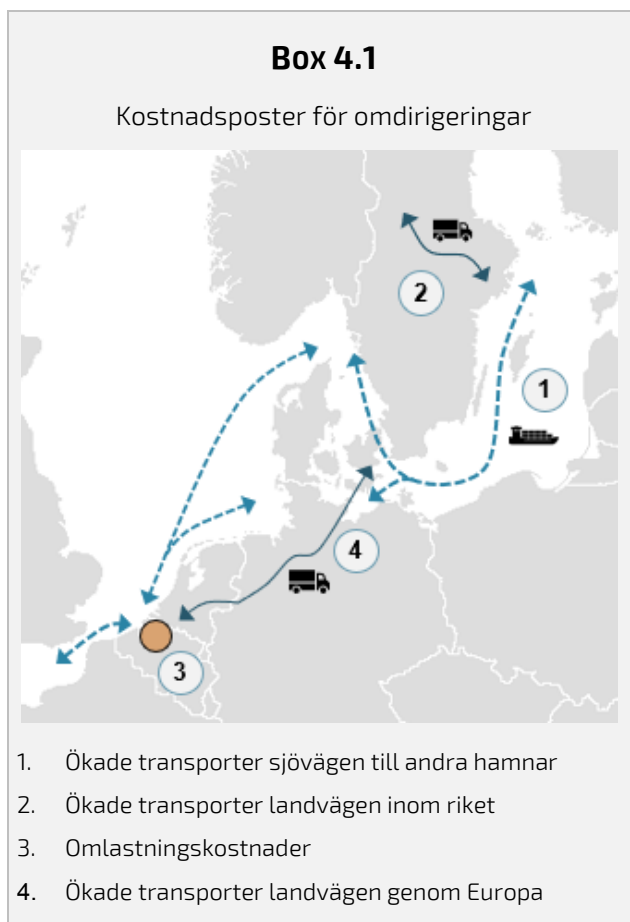 Box 4.1
Kostnadsposter för omdirigeringar
2
1
4
3
1. Ökade transporter sjövägen till andra hamnar
2. Ökade transporter landvägen inom riket
3. Omlastningskostnader
4. Ökade transporter landvägen genom Europa